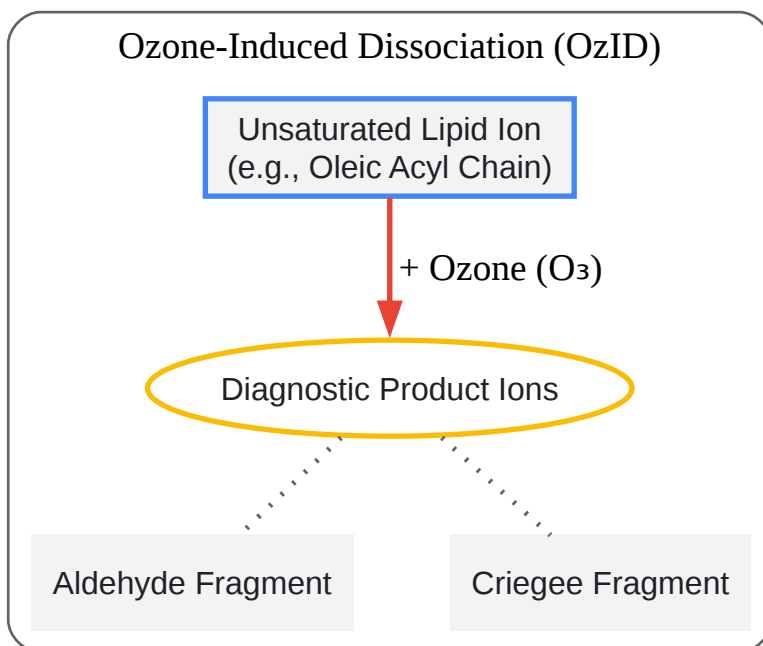 Ozone-Induced Dissociation (OzID)
Unsaturated Lipid Ion
(e.g., Oleic Acyl Chain)
+ Ozone (O₃)
Diagnostic Product Ions
Aldehyde Fragment
Criegee Fragment